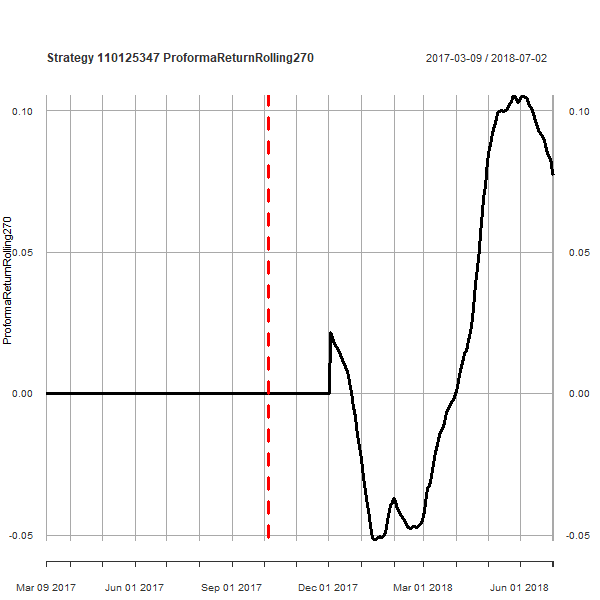 Strategy 110125347 ProformaReturnRolling270
2017-03-09 / 2018-07-02
0.10
0.10
ProformaReturnRolling270
0.05
0.05
0.00
0.00
-0.05
-0.05
Mar 09 2017
Jun 01 2017
Sep 01 2017
Dec 01 2017
Mar 01 2018
Jun 01 2018